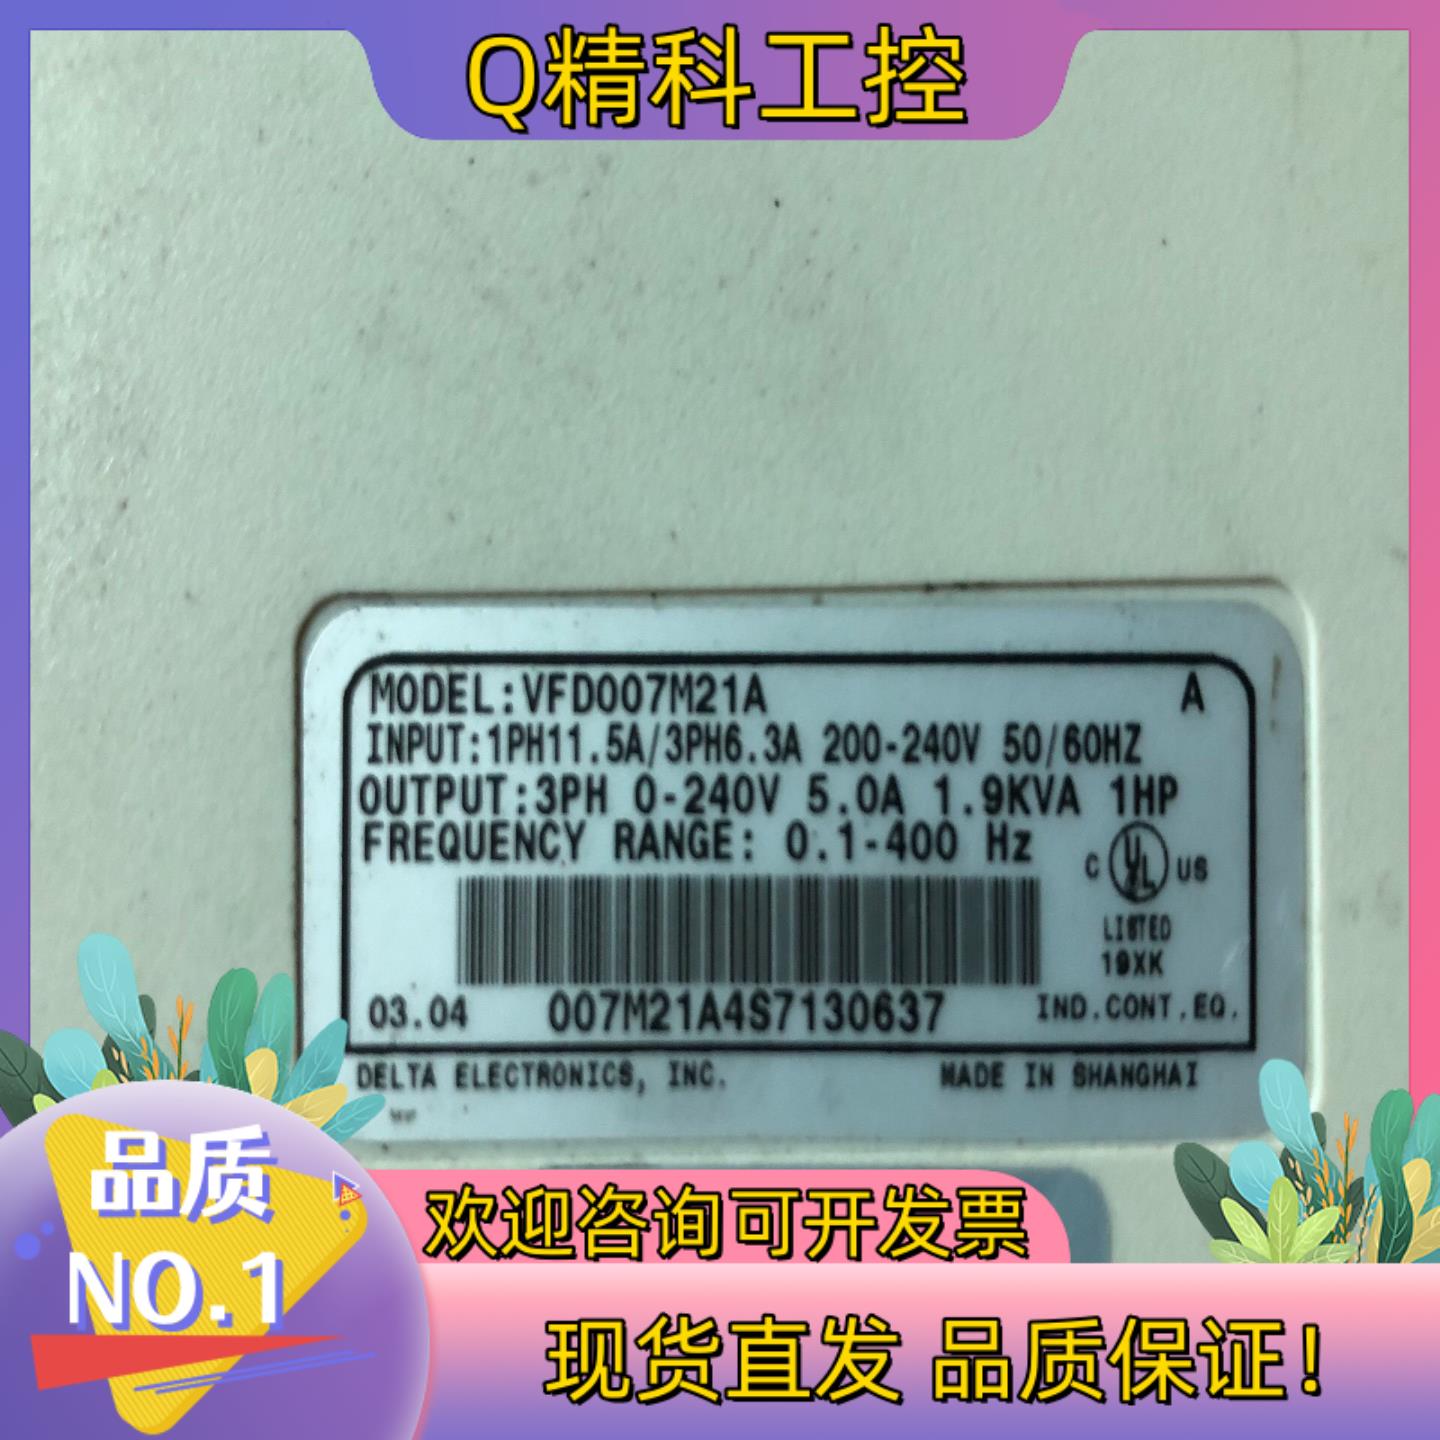 Q精科工控
MODEL:VFD007M21A A
INPUT:1PH11.5A/3PH6.3A 200-240V 50/60HZ
OUTPUT:3PH 0-240V 5.0A 1.9KVA 1HP
FREQUENCY RANGE: 0.1-400 Hz
C UL US
LISTED
19XK
03.04 007M21A4S7130637 IND.CONT.EQ.
DELTA ELECTRONICS, INC. MADE IN SHANGHAI
品质
NO.1
欢迎咨询可开发票
现货直发 品质保证!